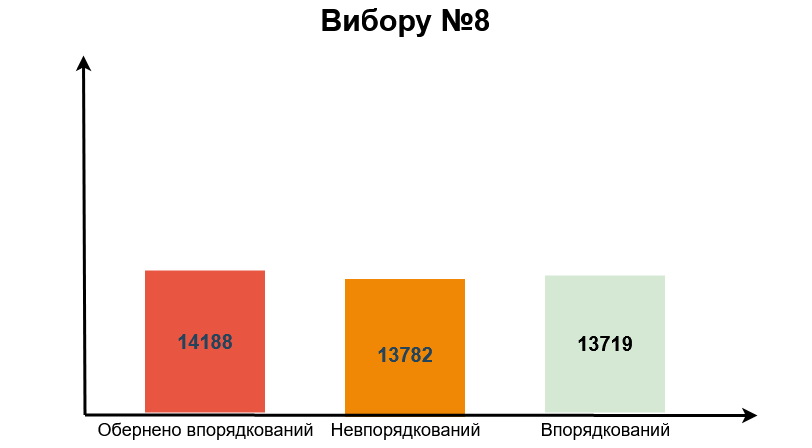 Вибору №8
14188
13782
13719
Обернено впорядкований
Невпорядкований
Впорядкований